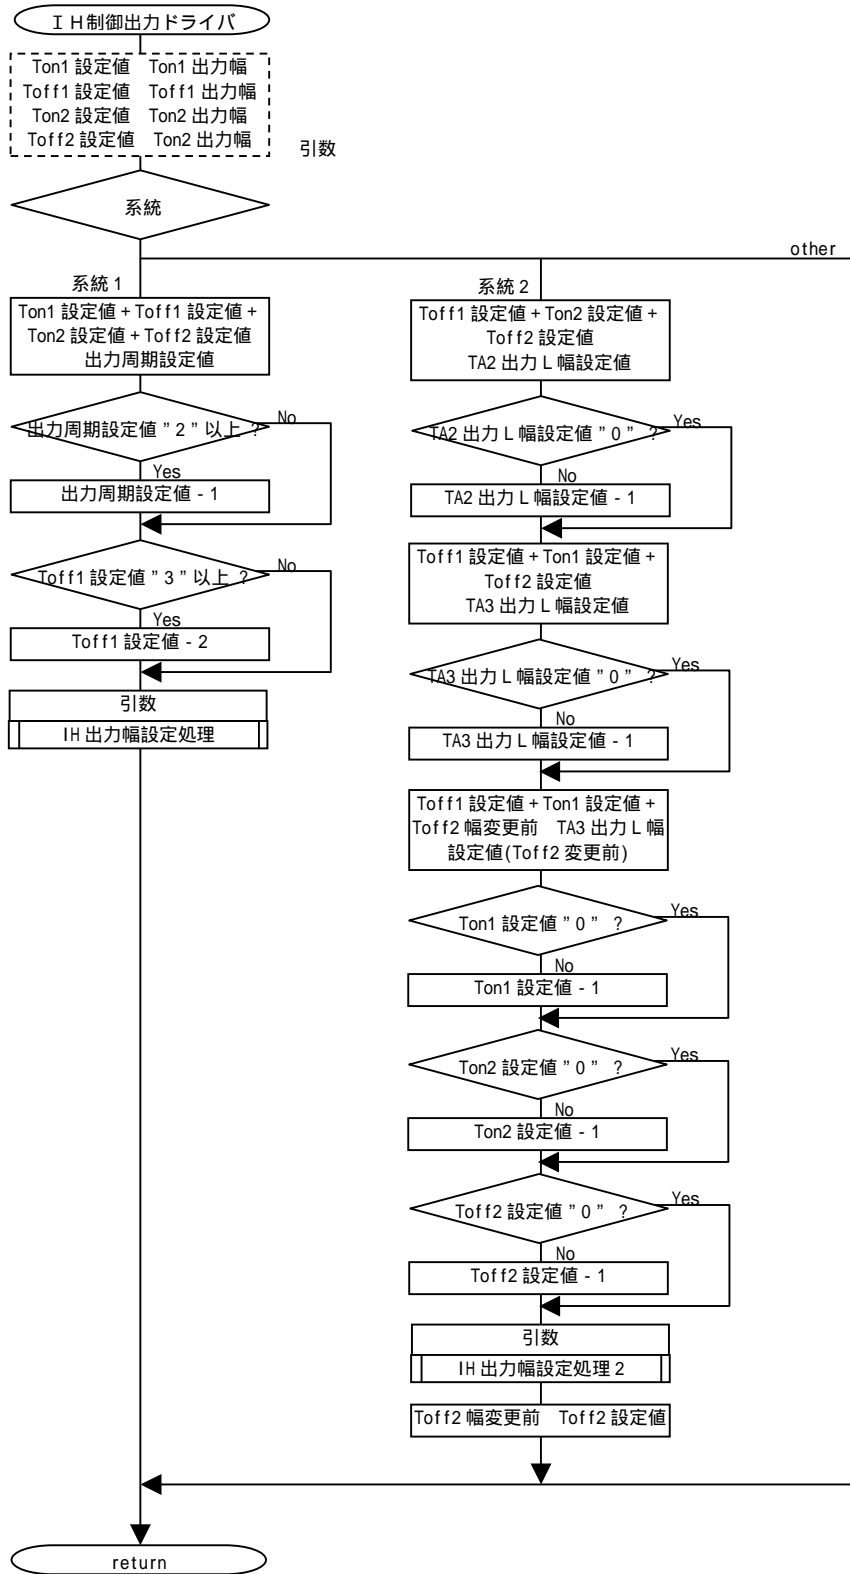 ＩＨ制御出力ドライバ
Ton1 設定値　Ton1 出力幅
Toff1 設定値　Toff1 出力幅
Ton2 設定値　Ton2 出力幅
Toff2 設定値　Ton2 出力幅
引数
系統
other
系統 1
Ton1 設定値 + Toff1 設定値 +
Ton2 設定値 + Toff2 設定値
出力周期設定値
出力周期設定値 ” 2 ” 以上 ?
No
Yes
出力周期設定値 - 1
Toff1 設定値 ” 3 ” 以上 ?
No
Yes
Toff1 設定値 - 2
引数
IH 出力幅設定処理
系統 2
Toff1 設定値 + Ton2 設定値 +
Toff2 設定値
TA2 出力 L 幅設定値
TA2 出力 L 幅設定値 ” 0 ” ?
Yes
No
TA2 出力 L 幅設定値 - 1
Toff1 設定値 + Ton1 設定値 +
Toff2 設定値
TA3 出力 L 幅設定値
TA3 出力 L 幅設定値 ” 0 ” ?
Yes
No
TA3 出力 L 幅設定値 - 1
Toff1 設定値 + Ton1 設定値 +
Toff2 幅変更前　TA3 出力 L 幅
設定値(Toff2 変更前)
Ton1 設定値 ” 0 ” ?
Yes
No
Ton1 設定値 - 1
Ton2 設定値 ” 0 ” ?
Yes
No
Ton2 設定値 - 1
Toff2 設定値 ” 0 ” ?
Yes
No
Toff2 設定値 - 1
引数
IH 出力幅設定処理 2
Toff2 幅変更前　Toff2 設定値
return